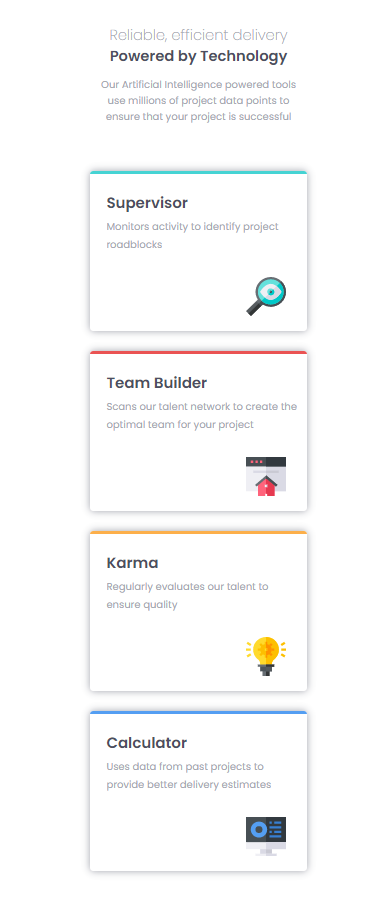 Reliable, efficient delivery
Powered by Technology
Our Artificial Intelligence powered tools
use millions of project data points to
ensure that your project is successful
Supervisor
Monitors activity to identify project
roadblocks
Team Builder
Scans our talent network to create the
optimal team for your project
Karma
Regularly evaluates our talent to
ensure quality
Calculator
Uses data from past projects to
provide better delivery estimates